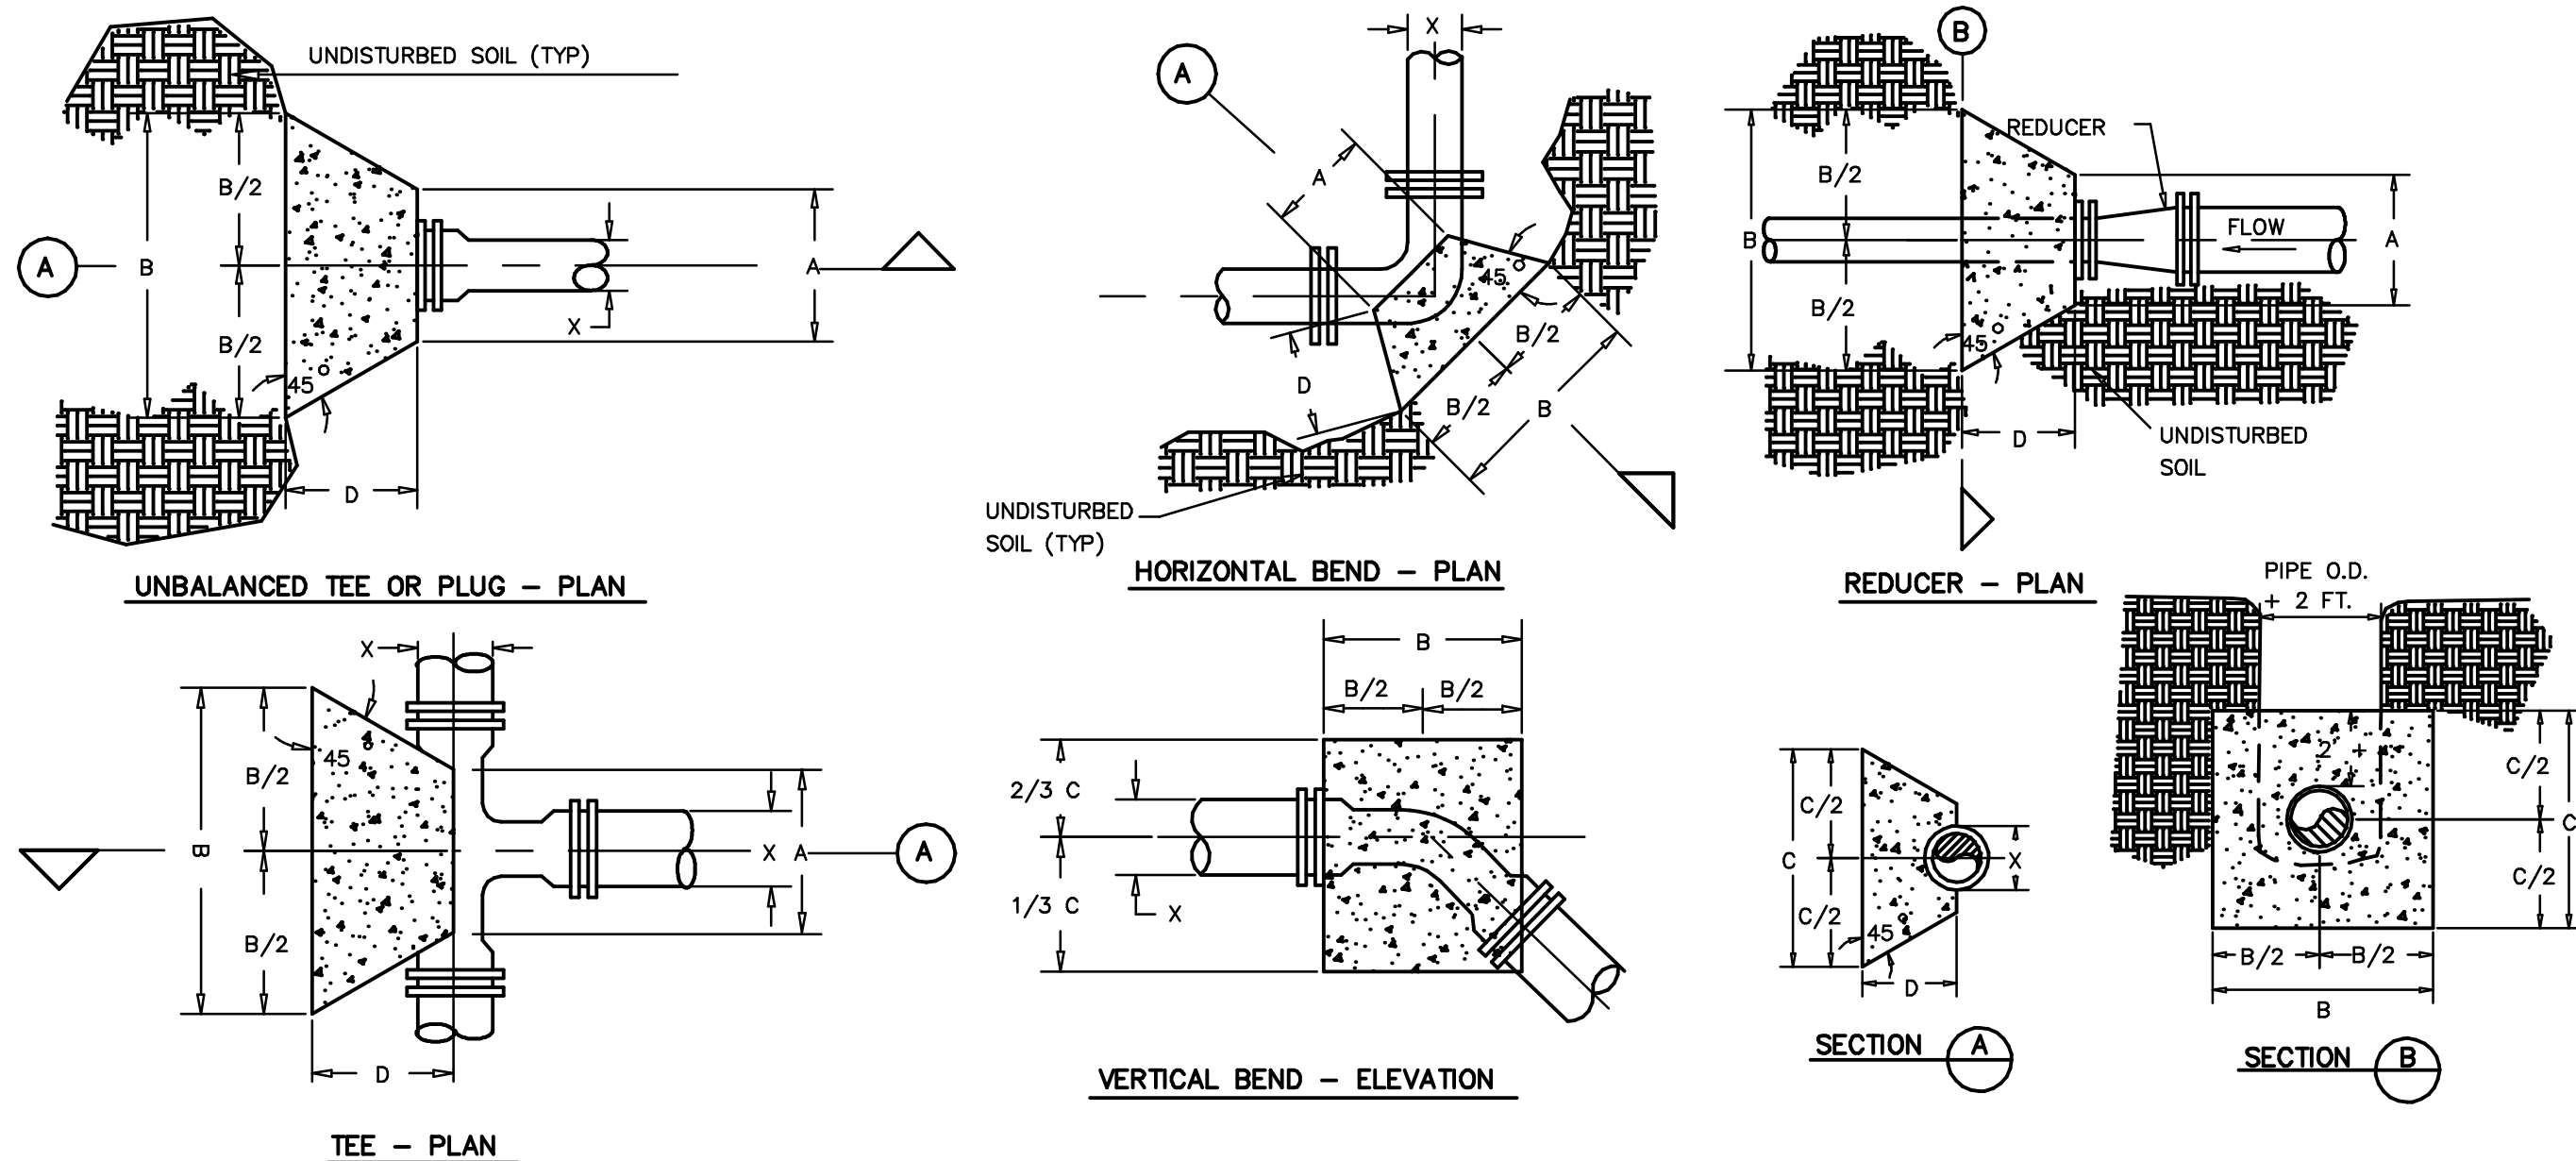 UNDISTURBED SOIL (TYP)
A
B/2
B
B/2
A
X
45
D
UNBALANCED TEE OR PLUG - PLAN
X
A
A
45
B/2
B/2
B
D
UNDISTURBED
SOIL (TYP)
HORIZONTAL BEND - PLAN
B
REDUCER
B/2
B
FLOW
A
B/2
45
D
UNDISTURBED
SOIL
REDUCER - PLAN
X
45
B/2
B
X
A
A
B/2
D
TEE - PLAN
B
B/2
B/2
2/3 C
1/3 C
X
VERTICAL BEND - ELEVATION
C/2
C
X
C/2
45
D
SECTION A
PIPE O.D.
+ 2 FT.
2' +
C/2
C
C/2
B/2
B/2
B
SECTION B